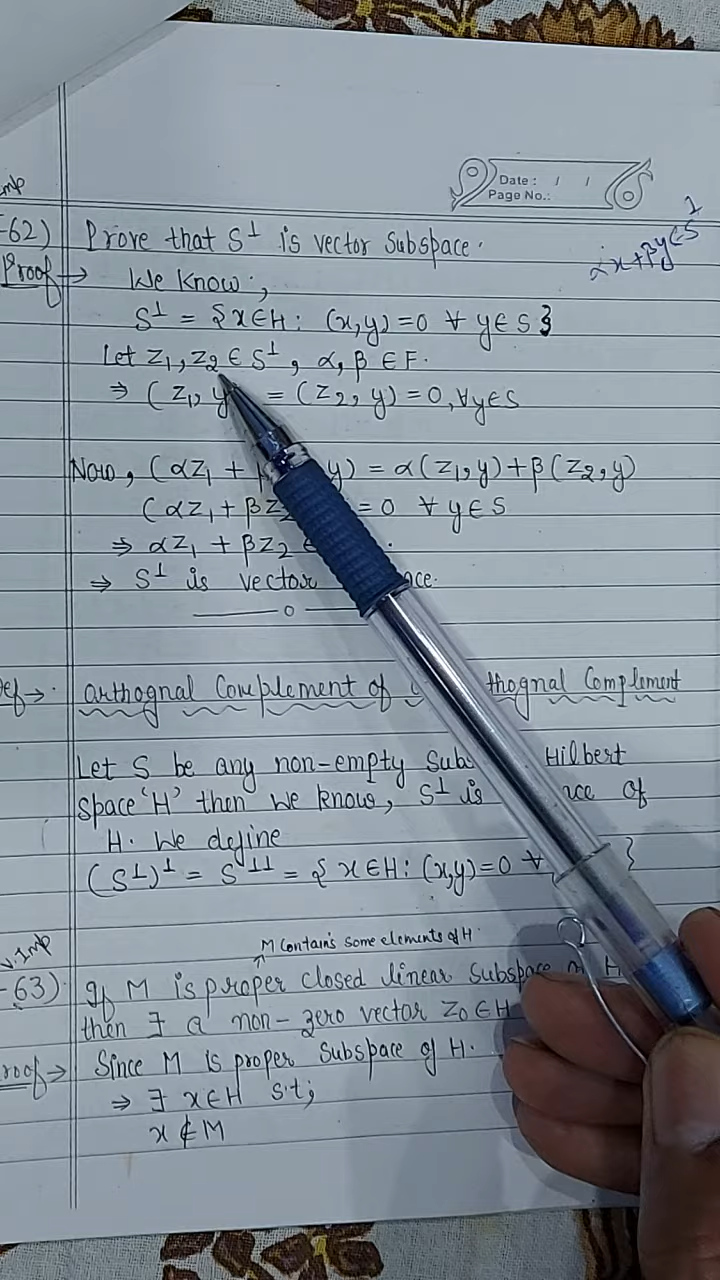 Imp
Date : / /
Page No.:
αx+βy∈S⊥
-62) Prove that S⊥ is vector Subspace.
Proof→ We Know,
S⊥ = {x∈H: (x,y)=0 ∀ y∈S}
Let Z₁, Z₂ ∈ S⊥, α, β ∈ F.
⇒ (Z₁, y = (Z₂, y) = 0, ∀y∈S
Now, (αZ₁ + y) = α(Z₁, y) + β(Z₂, y)
(αZ₁ + βZ₂ = 0 ∀ y∈S
⇒ αZ₁ + βZ₂ ∈ .
⇒ S⊥ is vector ace.
—— o ——
Def→. Orthognal Complement of thognal Complement
Let S be any non-empty Sub Hilbert
space 'H' then we know, S⊥ is ace of
H. We define
(S⊥)⊥ = S⊥⊥ = {x∈H: (x,y)=0 ∀ }
M Contains some elements of H.
v.Imp
-63) If M is proper closed linear subspace of H
then ∃ a non-zero vector Z₀∈H
Proof→ Since M is proper Subspace of H.
⇒ ∃ x∈H s.t;
x∉M